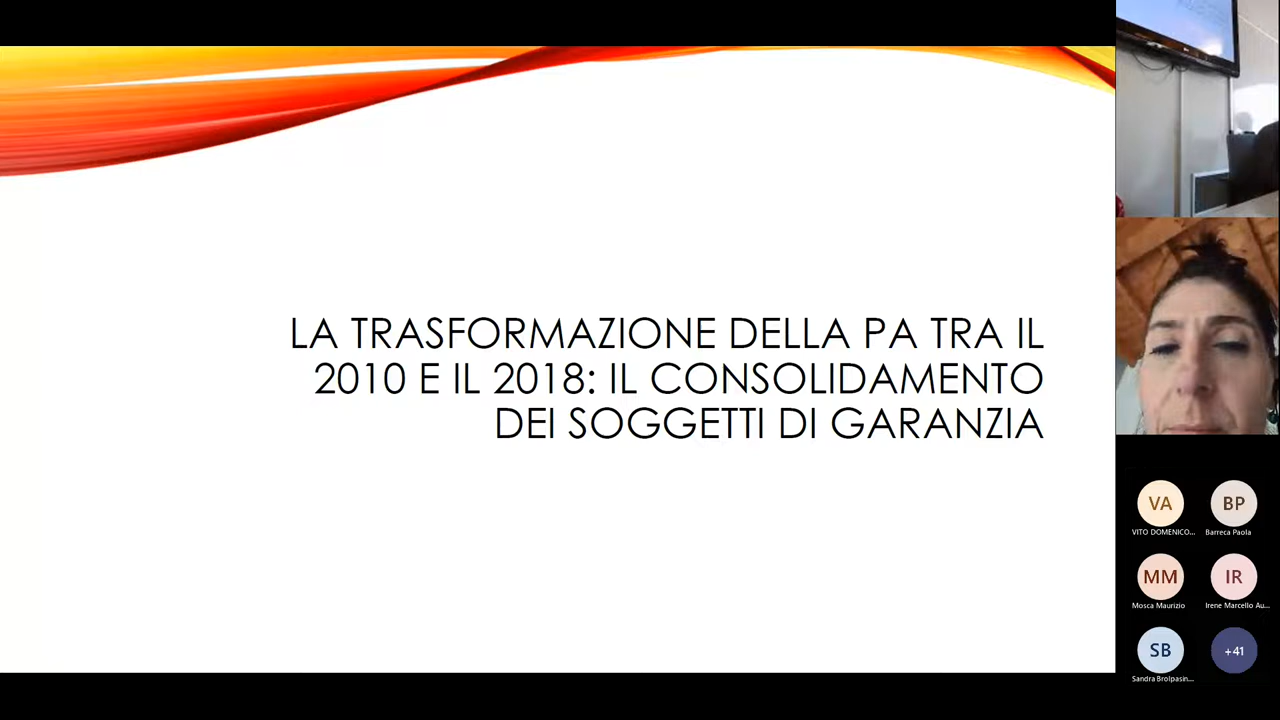 LA TRASFORMAZIONE DELLA PA TRA IL
2010 E IL 2018: IL CONSOLIDAMENTO
DEI SOGGETTI DI GARANZIA
VA
BP
VITO DOMENICO...
Barreca Paola
MM
IR
Mosca Maurizio
Irene Marcello Au...
SB
+41
Sandra Brolpasin...